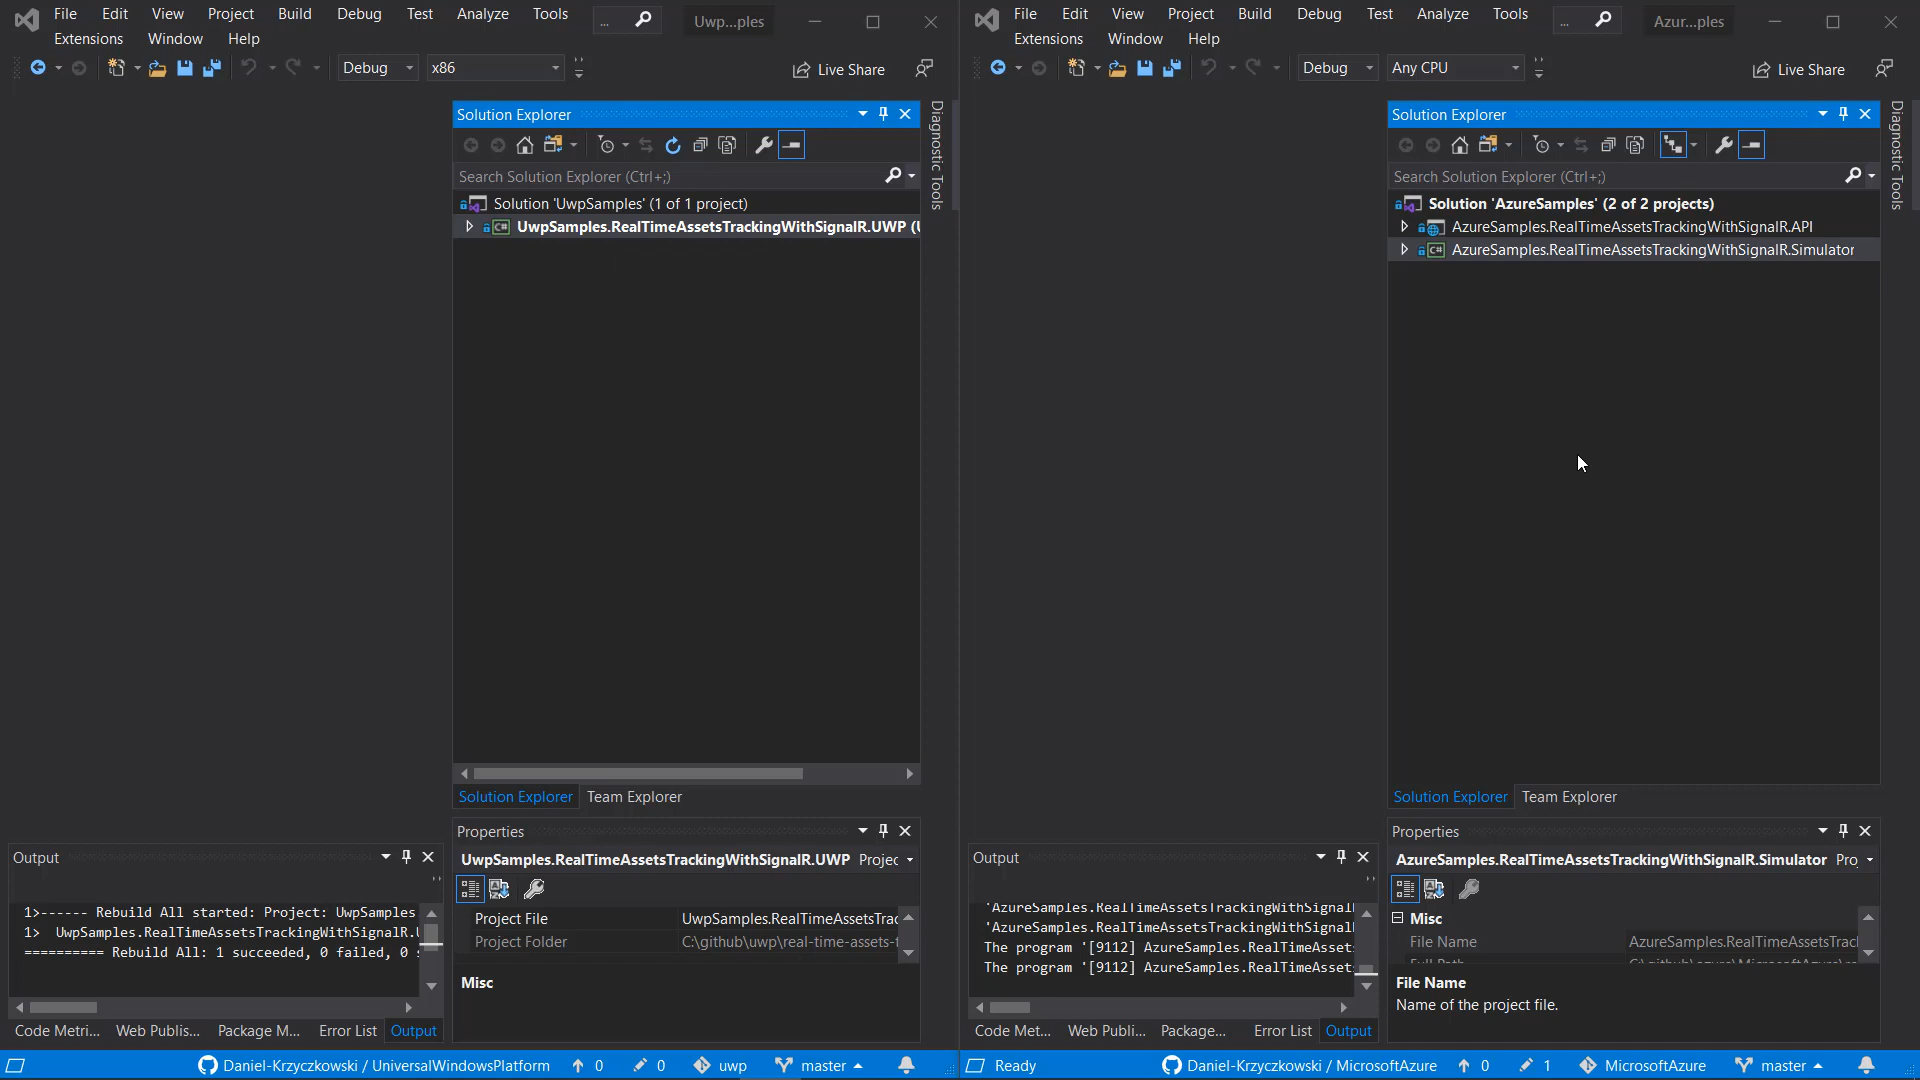 File Edit View Project Build Debug Test Analyze Tools ... Uwp...ples
Extensions Window Help
Debug x86 Live Share
Solution Explorer
Search Solution Explorer (Ctrl+;)
Solution 'UwpSamples' (1 of 1 project)
UwpSamples.RealTimeAssetsTrackingWithSignalR.UWP (
Diagnostic Tools
Solution Explorer Team Explorer
Properties
UwpSamples.RealTimeAssetsTrackingWithSignalR.UWP Projec
Project File UwpSamples.RealTimeAssetsTrac
Project Folder C:\github\uwp\real-time-assets-t
Misc
Output
1>------ Rebuild All started: Project: UwpSamples
1> UwpSamples.RealTimeAssetsTrackingWithSignalR.U
========== Rebuild All: 1 succeeded, 0 failed, 0
Code Metri... Web Publis... Package M... Error List Output
Daniel-Krzyczkowski / UniversalWindowsPlatform 0 0 uwp master
File Edit View Project Build Debug Test Analyze Tools ... Azur...ples
Extensions Window Help
Debug Any CPU Live Share
Solution Explorer
Search Solution Explorer (Ctrl+;)
Solution 'AzureSamples' (2 of 2 projects)
AzureSamples.RealTimeAssetsTrackingWithSignalR.API
AzureSamples.RealTimeAssetsTrackingWithSignalR.Simulator
Diagnostic Tools
Solution Explorer Team Explorer
Properties
AzureSamples.RealTimeAssetsTrackingWithSignalR.Simulator Pro
Misc
File Name AzureSamples.RealTimeAssetsTrack
File Name
Name of the project file.
Output
'AzureSamples.RealTimeAssetsTrackingWithSignalR
'AzureSamples.RealTimeAssetsTrackingWithSignalR
The program '[9112] AzureSamples.RealTimeAssets
The program '[9112] AzureSamples.RealTimeAssets
Code Met... Web Publi... Package... Error List Output
Ready Daniel-Krzyczkowski / MicrosoftAzure 0 1 MicrosoftAzure master